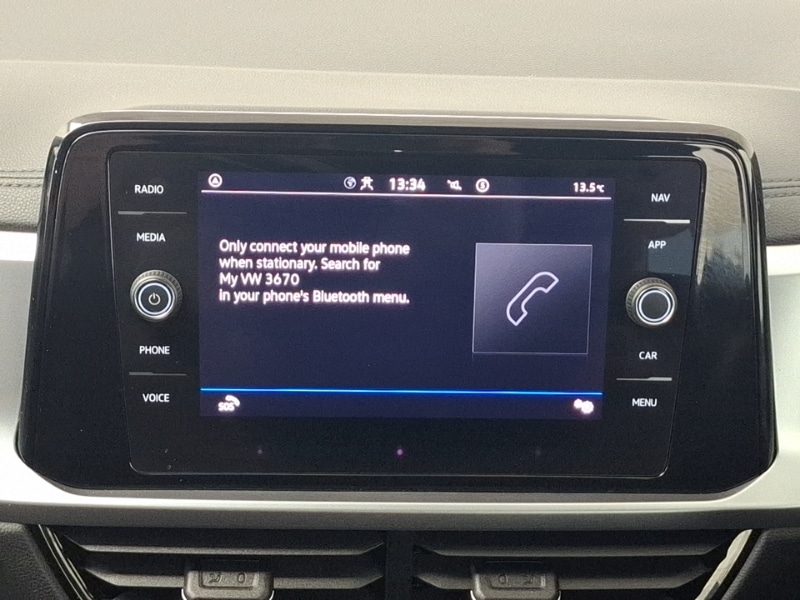 RADIO
MEDIA
PHONE
VOICE
13:34
13.5°C
Only connect your mobile phone
when stationary. Search for
My VW 3670
in your phone's Bluetooth menu.
SOS
NAV
APP
CAR
MENU